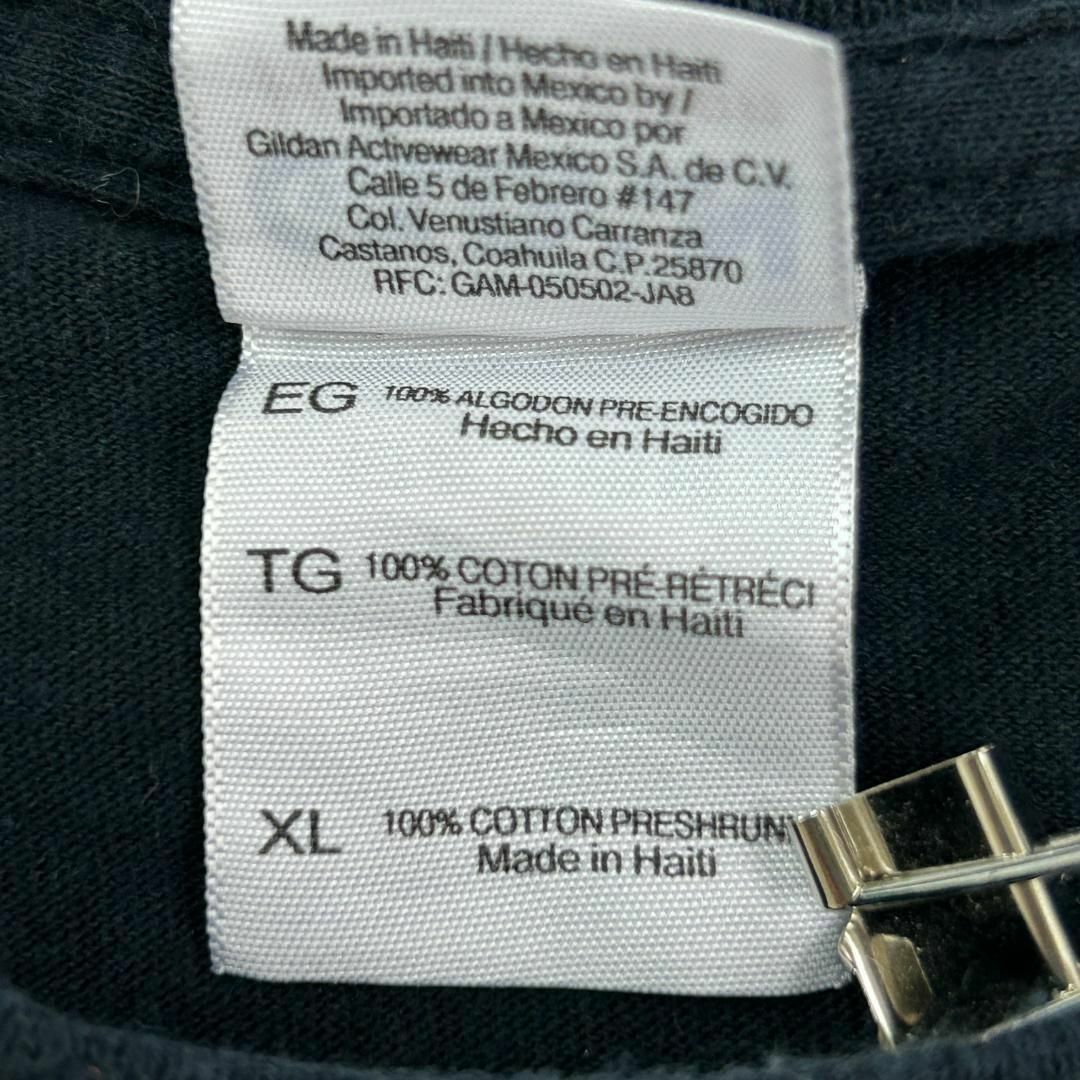 Made in Haiti / Hecho en Haiti
Imported into Mexico by /
Importado a Mexico por
Gildan Activewear Mexico S.A. de C.V.
Calle 5 de Febrero #147
Col. Venustiano Carranza
Castanos, Coahuila C.P.25870
RFC: GAM-050502-JA8
EG 100% ALGODON PRE-ENCOGIDO
Hecho en Haiti
TG 100% COTON PRÉ-RÉTRÉCI
Fabriqué en Haiti
XL 100% COTTON PRESHRUN
Made in Haiti